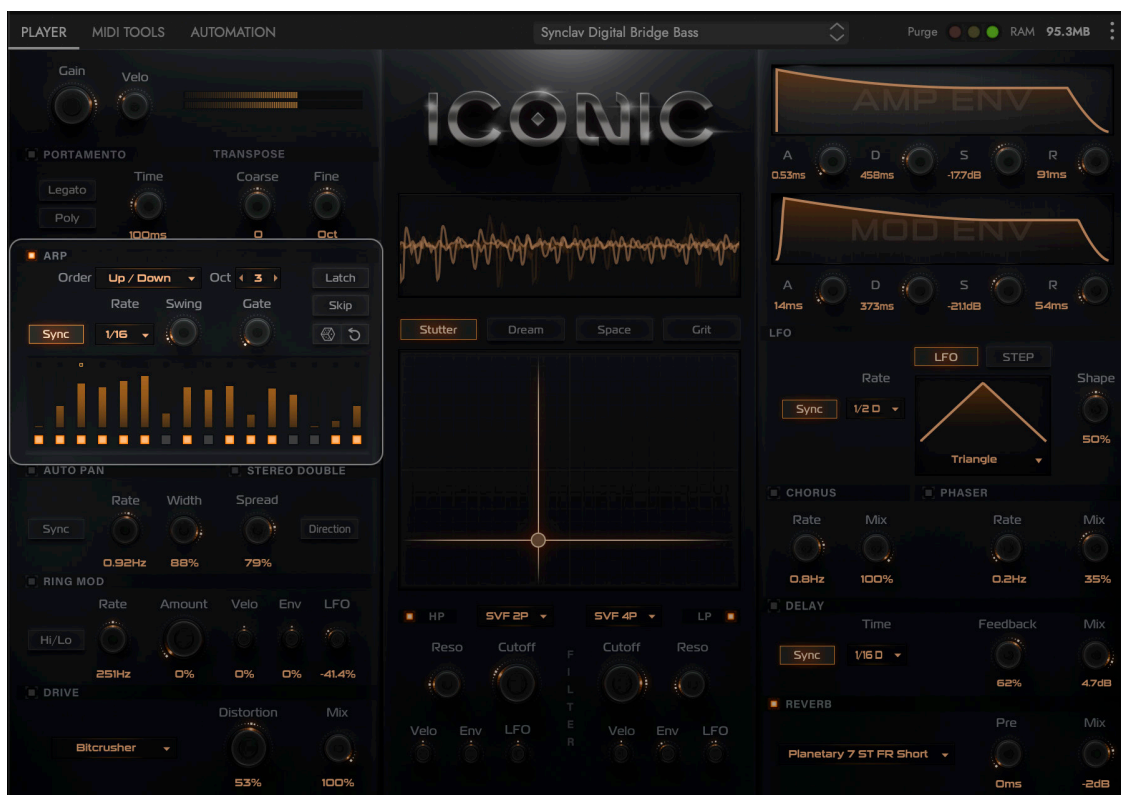 PLAYER MIDI TOOLS AUTOMATION Synclav Digital Bridge Bass Purge RAM 95.3MB
Gain Velo
ICONIC
PORTAMENTO TRANSPOSE
Legato Time Coarse Fine
Poly
100ms 0 Oct
ARP
Order Up / Down Oct 3 Latch
Rate Swing Gate Skip
Sync 1/16
AUTO PAN STEREO DOUBLE
Rate Width Spread
Sync Direction
0.92Hz 88% 79%
RING MOD
Rate Amount Velo Env LFO
Hi/Lo
251Hz 0% 0% 0% -41.4%
DRIVE
Distortion Mix
Bitcrusher
53% 100%
Stutter Dream Space Grit
HP SVF 2P SVF 4P LP
Reso Cutoff Cutoff Reso
FILTER
Velo Env LFO Velo Env LFO
AMP ENV
A D S R
0.53ms 458ms -17.7dB 91ms
MOD ENV
A D S R
14ms 373ms -21.1dB 54ms
LFO
LFO STEP
Rate Shape
Sync 1/2 D
50%
Triangle
CHORUS PHASER
Rate Mix Rate Mix
0.8Hz 100% 0.2Hz 35%
DELAY
Time Feedback Mix
Sync 1/16 D
62% 4.7dB
REVERB
Pre Mix
Planetary 7 ST FR Short
0ms -2dB